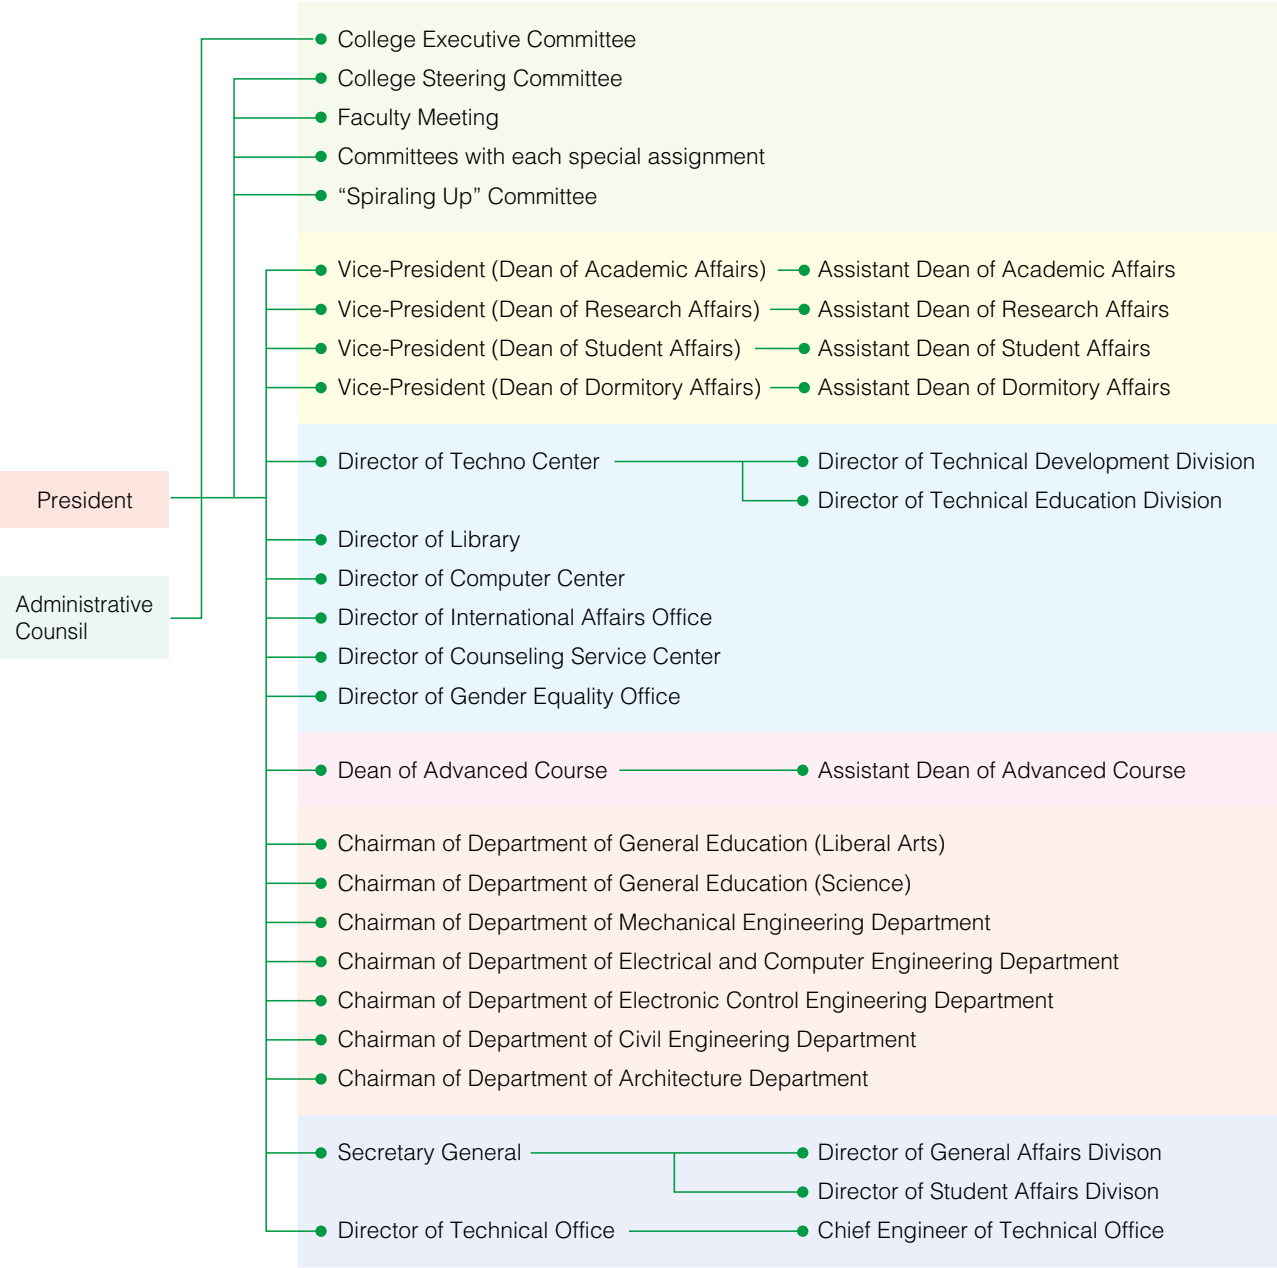 College Executive Committee
College Steering Committee
Faculty Meeting
Committees with each special assignment
“Spiraling Up” Committee
Vice-President (Dean of Academic Affairs)
Assistant Dean of Academic Affairs
Vice-President (Dean of Research Affairs)
Assistant Dean of Research Affairs
Vice-President (Dean of Student Affairs)
Assistant Dean of Student Affairs
Vice-President (Dean of Dormitory Affairs)
Assistant Dean of Dormitory Affairs
Director of Techno Center
Director of Technical Development Division
President
Director of Technical Education Division
Director of Library
Director of Computer Center
Administrative
Counsil
Director of International Affairs Office
Director of Counseling Service Center
Director of Gender Equality Office
Dean of Advanced Course
Assistant Dean of Advanced Course
Chairman of Department of General Education (Liberal Arts)
Chairman of Department of General Education (Science)
Chairman of Department of Mechanical Engineering Department
Chairman of Department of Electrical and Computer Engineering Department
Chairman of Department of Electronic Control Engineering Department
Chairman of Department of Civil Engineering Department
Chairman of Department of Architecture Department
Secretary General
Director of General Affairs Divison
Director of Student Affairs Divison
Director of Technical Office
Chief Engineer of Technical Office